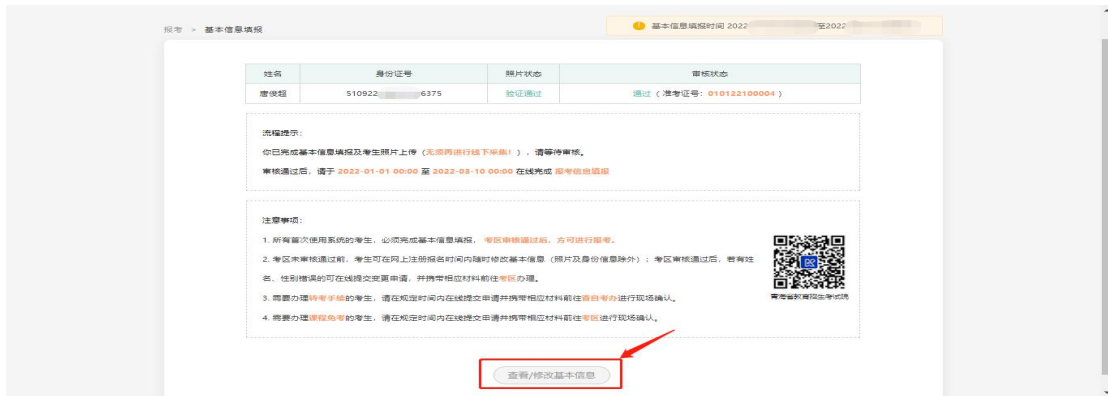 报考 > 基本信息填报
基本信息填报时间 2022 至2022
姓名 身份证号 照片状态 审核状态
唐俊超 510922 6375 验证通过 通过（准考证号：010122100004）
流程提示：
你已完成基本信息填报及考生照片上传（无须再进行线下采集！），请等待审核。
审核通过后，请于 2022-01-01 00:00 至 2022-03-10 00:00 在线完成 报考信息填报
注意事项：
1. 所有首次使用系统的考生，必须完成基本信息填报， 考区审核通过后，方可进行报考。
2. 考区未审核通过前，考生可在网上注册报名时间内随时修改基本信息（照片及身份信息除外）；考区审核通过后，若有姓
名、性别错误的可在线提交变更申请，并携带相应材料前往考区办理。
3. 需要办理转考手续的考生，请在规定时间内在线提交申请并携带相应材料前往省自考办进行现场确认。
4. 需要办理课程免考的考生，请在规定时间内在线提交申请并携带相应材料前往考区进行现场确认。
青海省教育招生考试院
查看/修改基本信息